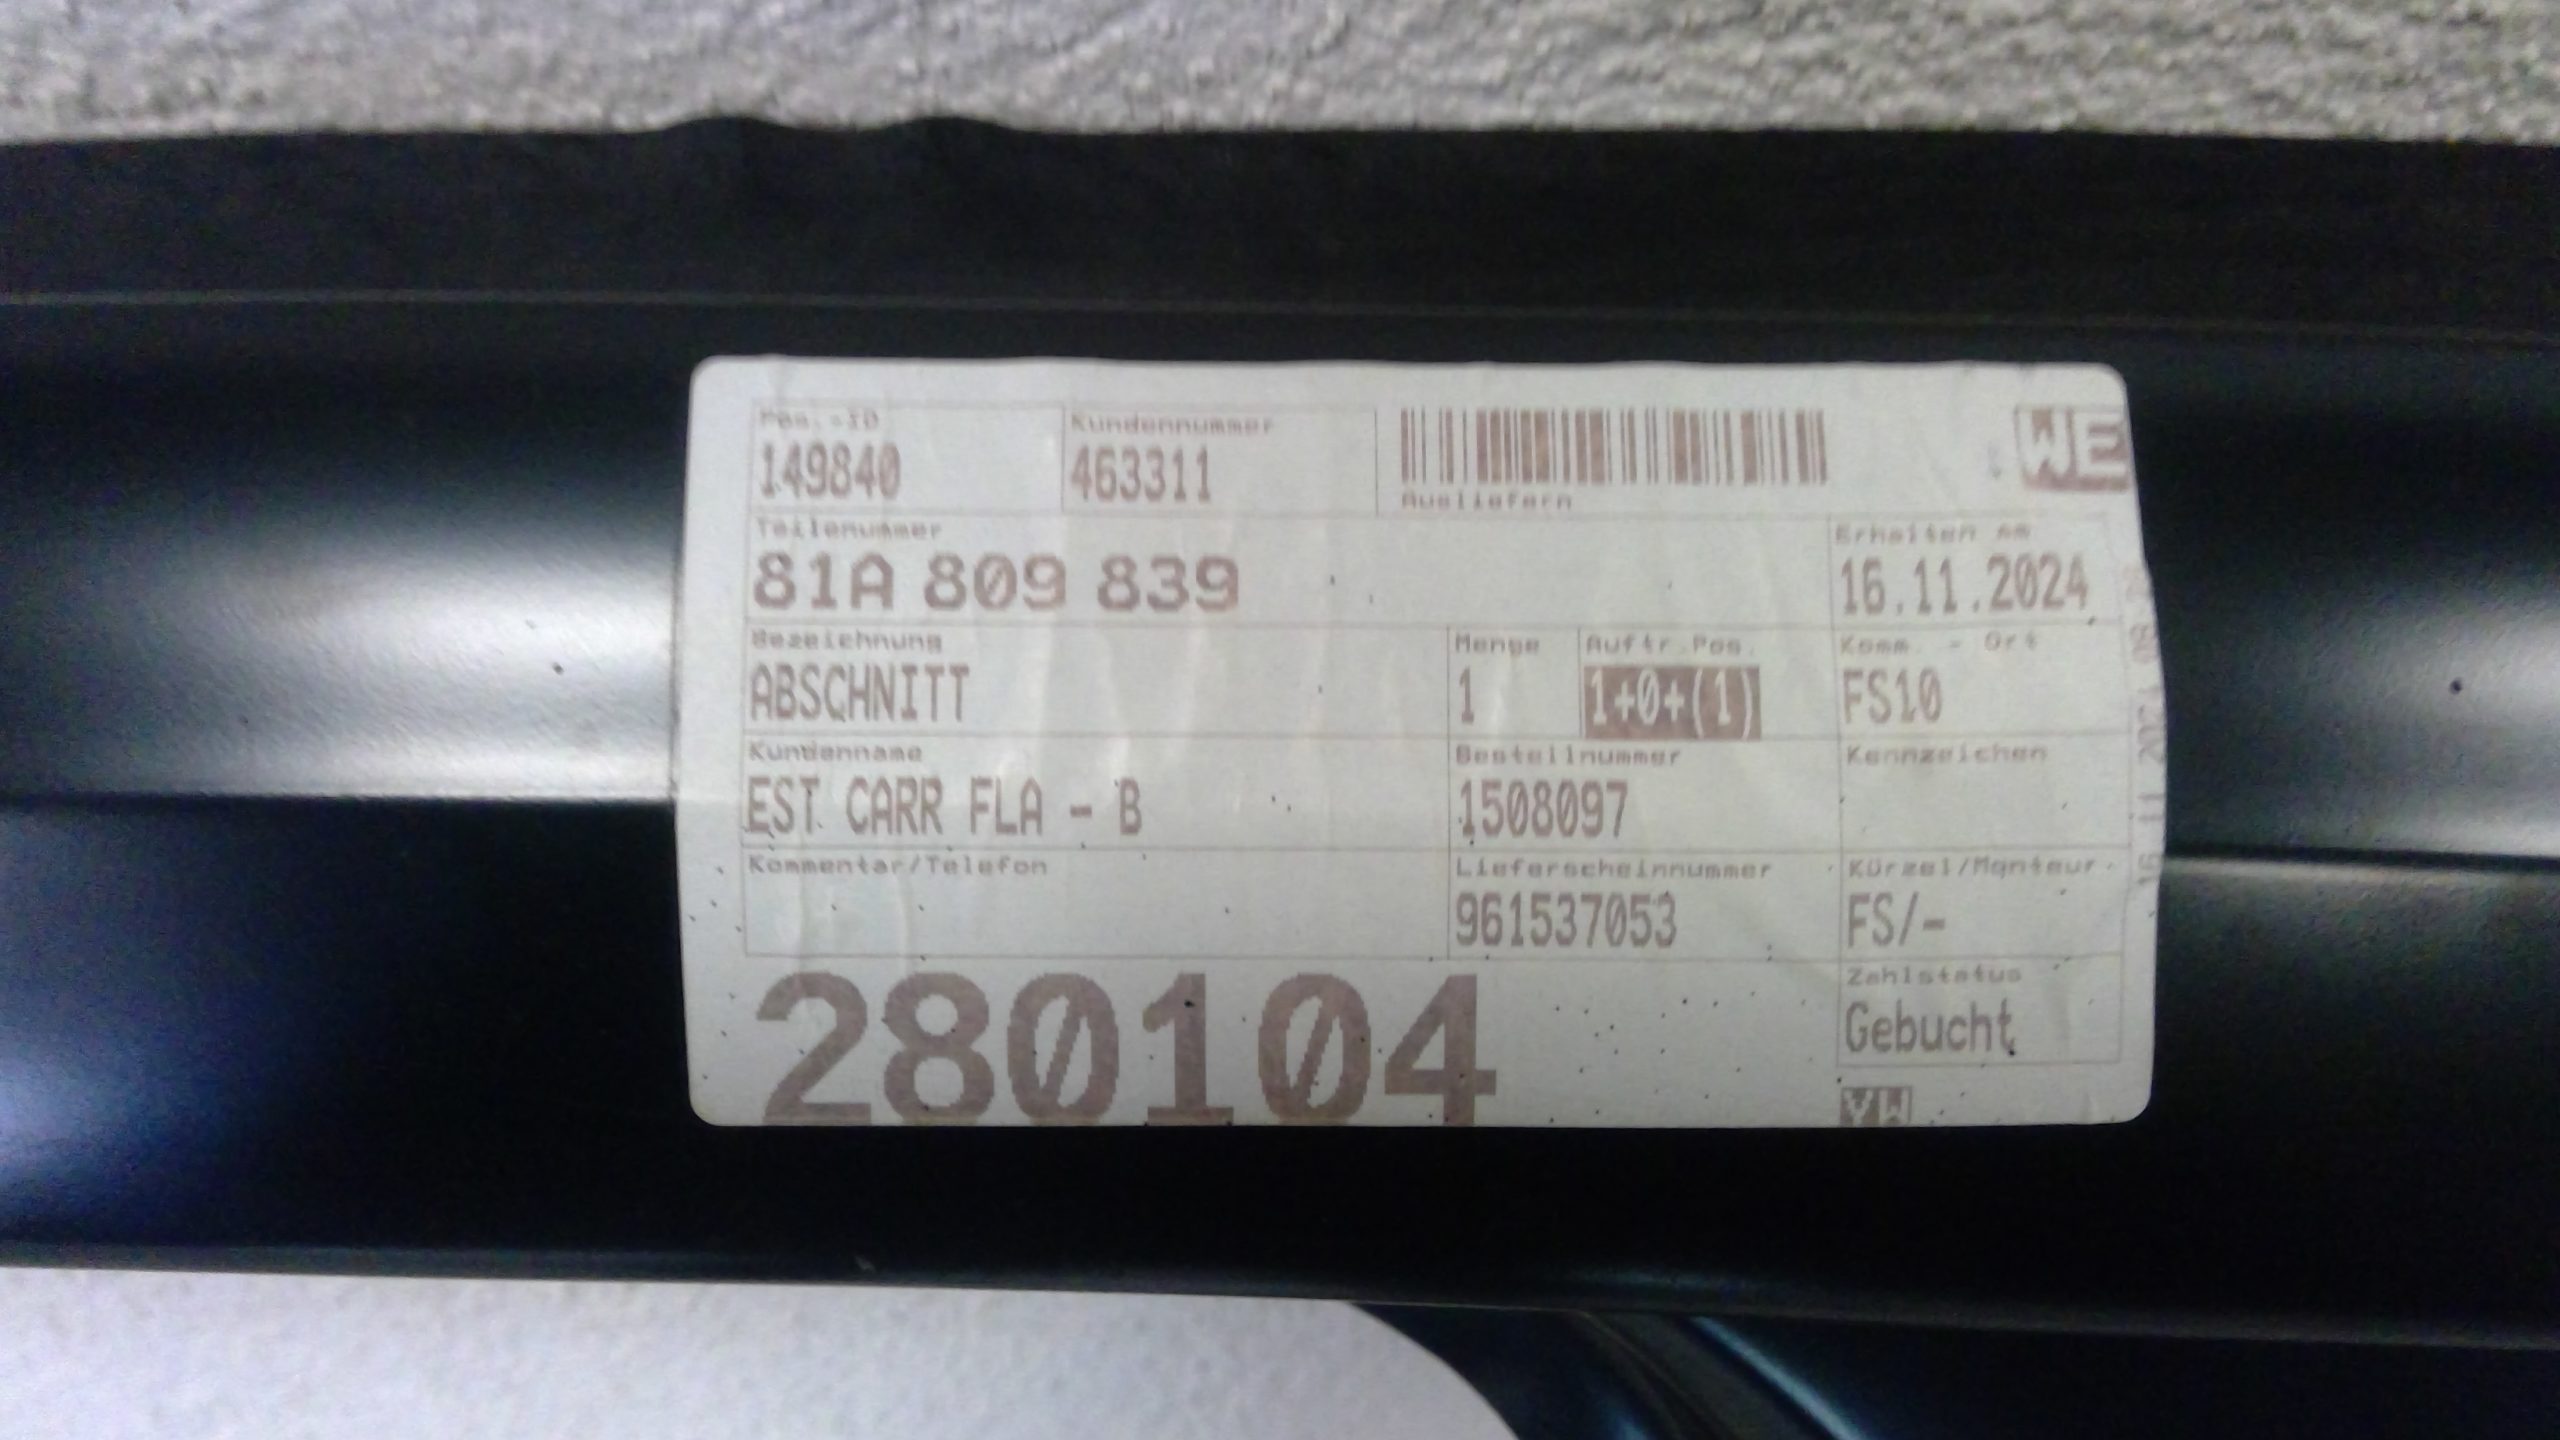 Pos.-ID
149840
Kundennummer
463311
Ausliefern
WE
Teilenummer
81A 809 839
Erhalten am
16.11.2024
Bezeichnung
ABSCHNITT
Menge
1
Auftr.Pos.
1+0+(1)
Komm. - Ort
FS10
Kundenname
EST CARR FLA - B
Bestellnummer
1508097
Kennzeichen
Kommentar/Telefon
Lieferscheinnummer
961537053
Kürzel/Monteur
FS/-
280104
Zahlstatus
Gebucht
VW